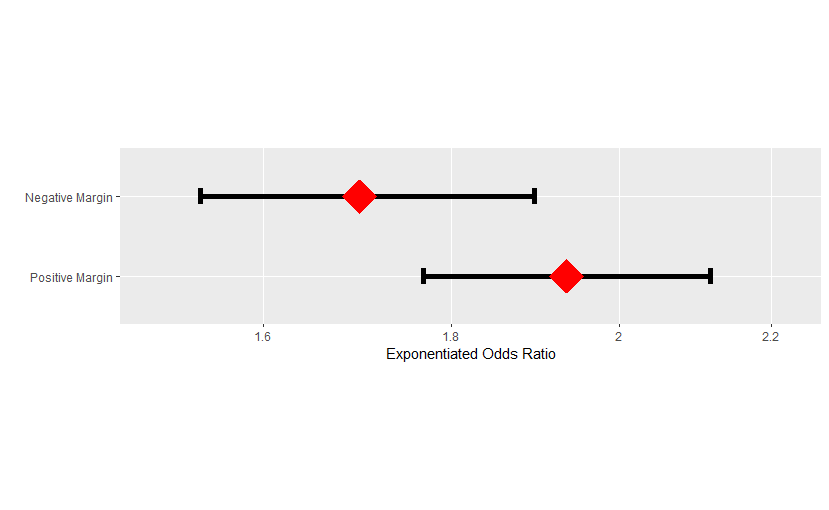 Negative Margin
Positive Margin
1.6 1.8 2 2.2
Exponentiated Odds Ratio